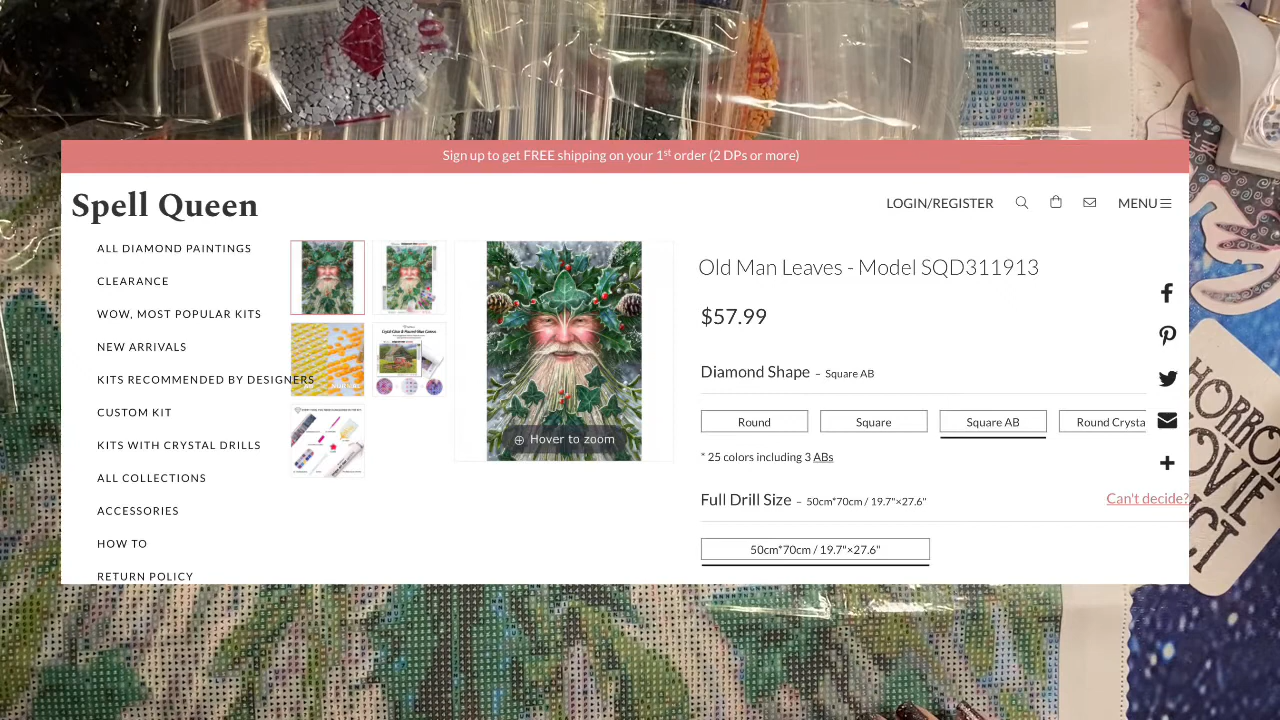 Sign up to get FREE shipping on your 1st order (2 DPs or more)
Spell Queen
LOGIN/REGISTER
MENU
ALL DIAMOND PAINTINGS
CLEARANCE
WOW, MOST POPULAR KITS
NEW ARRIVALS
KITS RECOMMENDED BY DESIGNERS
CUSTOM KIT
KITS WITH CRYSTAL DRILLS
ALL COLLECTIONS
ACCESSORIES
HOW TO
RETURN POLICY
Hover to zoom
Old Man Leaves - Model SQD311913
$57.99
Diamond Shape – Square AB
Round
Square
Square AB
Round Crysta
* 25 colors including 3 ABs
Full Drill Size – 50cm*70cm / 19.7"×27.6"
Can't decide?
50cm*70cm / 19.7"×27.6"
HORROR
MOVIE